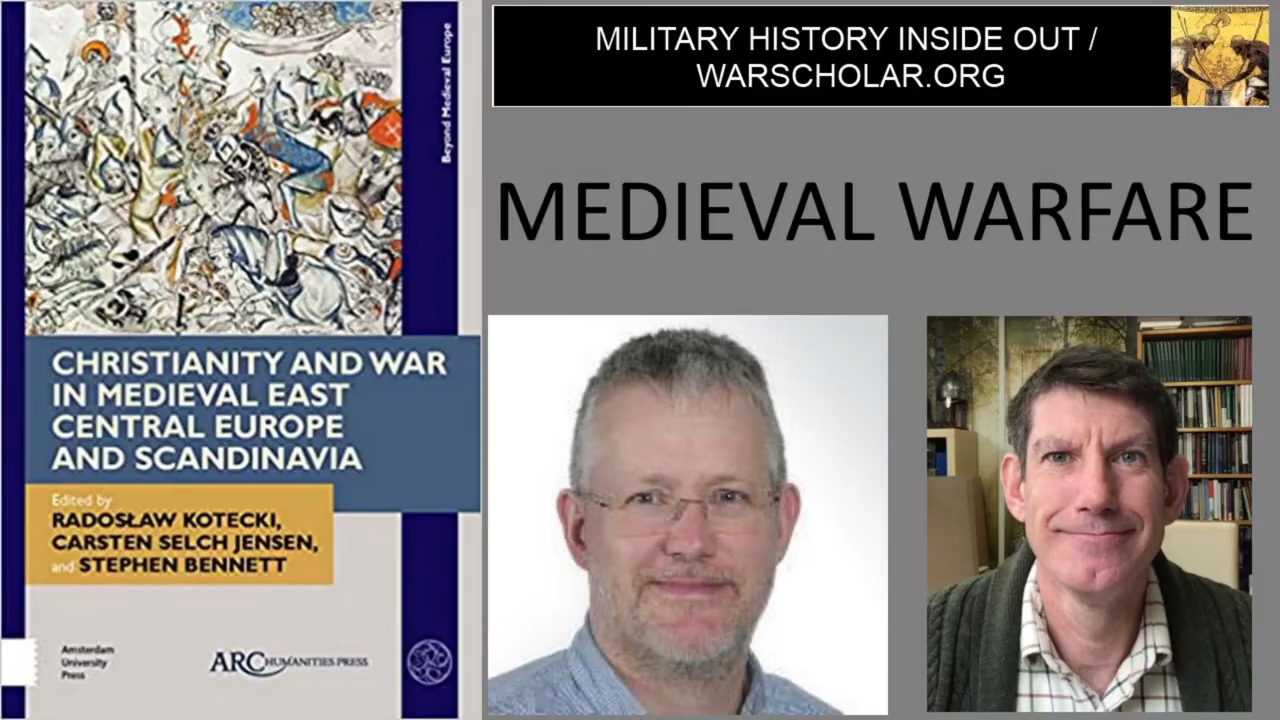 Beyond Medieval Europe
CHRISTIANITY AND WAR
IN MEDIEVAL EAST
CENTRAL EUROPE
AND SCANDINAVIA
Edited by
RADOSŁAW KOTECKI,
CARSTEN SELCH JENSEN,
and STEPHEN BENNETT
Amsterdam
University
Press
ARC HUMANITIES PRESS
MILITARY HISTORY INSIDE OUT /
WARSCHOLAR.ORG
MEDIEVAL WARFARE